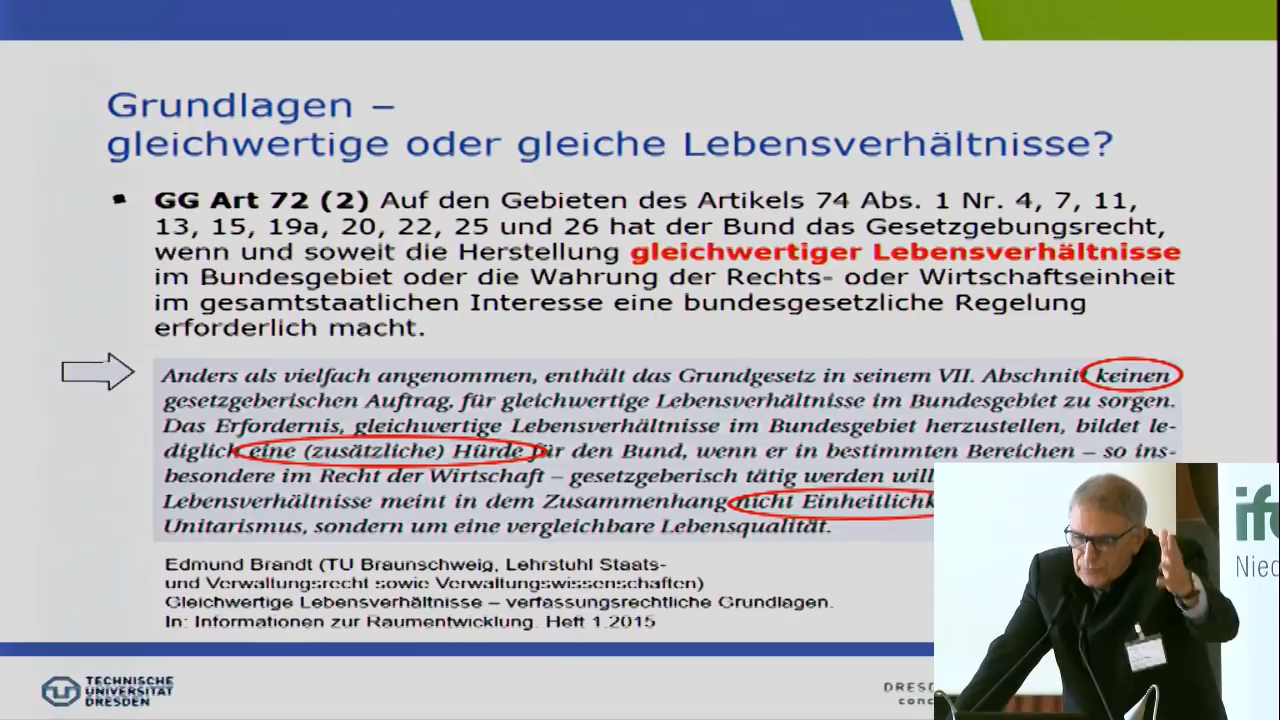 Grundlagen –
gleichwertige oder gleiche Lebensverhältnisse?
▪ GG Art 72 (2) Auf den Gebieten des Artikels 74 Abs. 1 Nr. 4, 7, 11,
13, 15, 19a, 20, 22, 25 und 26 hat der Bund das Gesetzgebungsrecht,
wenn und soweit die Herstellung gleichwertiger Lebensverhältnisse
im Bundesgebiet oder die Wahrung der Rechts- oder Wirtschaftseinheit
im gesamtstaatlichen Interesse eine bundesgesetzliche Regelung
erforderlich macht.
Anders als vielfach angenommen, enthält das Grundgesetz in seinem VII. Abschnitt keinen
gesetzgeberischen Auftrag, für gleichwertige Lebensverhältnisse im Bundesgebiet zu sorgen.
Das Erfordernis, gleichwertige Lebensverhältnisse im Bundesgebiet herzustellen, bildet le-
diglich eine (zusätzliche) Hürde für den Bund, wenn er in bestimmten Bereichen – so ins-
besondere im Recht der Wirtschaft – gesetzgeberisch tätig werden will
Lebensverhältnisse meint in dem Zusammenhang nicht Einheitlichk
Unitarismus, sondern um eine vergleichbare Lebensqualität.
Edmund Brandt (TU Braunschweig, Lehrstuhl Staats-
und Verwaltungsrecht sowie Verwaltungswissenschaften)
Gleichwertige Lebensverhältnisse – verfassungsrechtliche Grundlagen.
In: Informationen zur Raumentwicklung. Heft 1.2015
TECHNISCHE
UNIVERSITÄT
DRESDEN
DRESD
conc
ifo
Nied